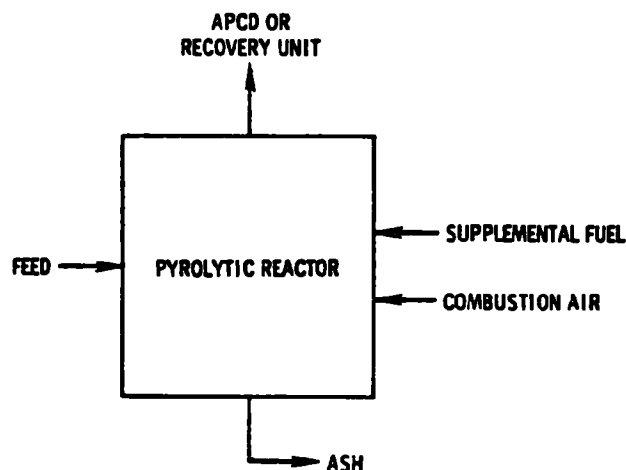 APCD OR
RECOVERY UNIT
SUPPLEMENTAL FUEL
FEED
PYROLYTIC REACTOR
COMBUSTION AIR
ASH